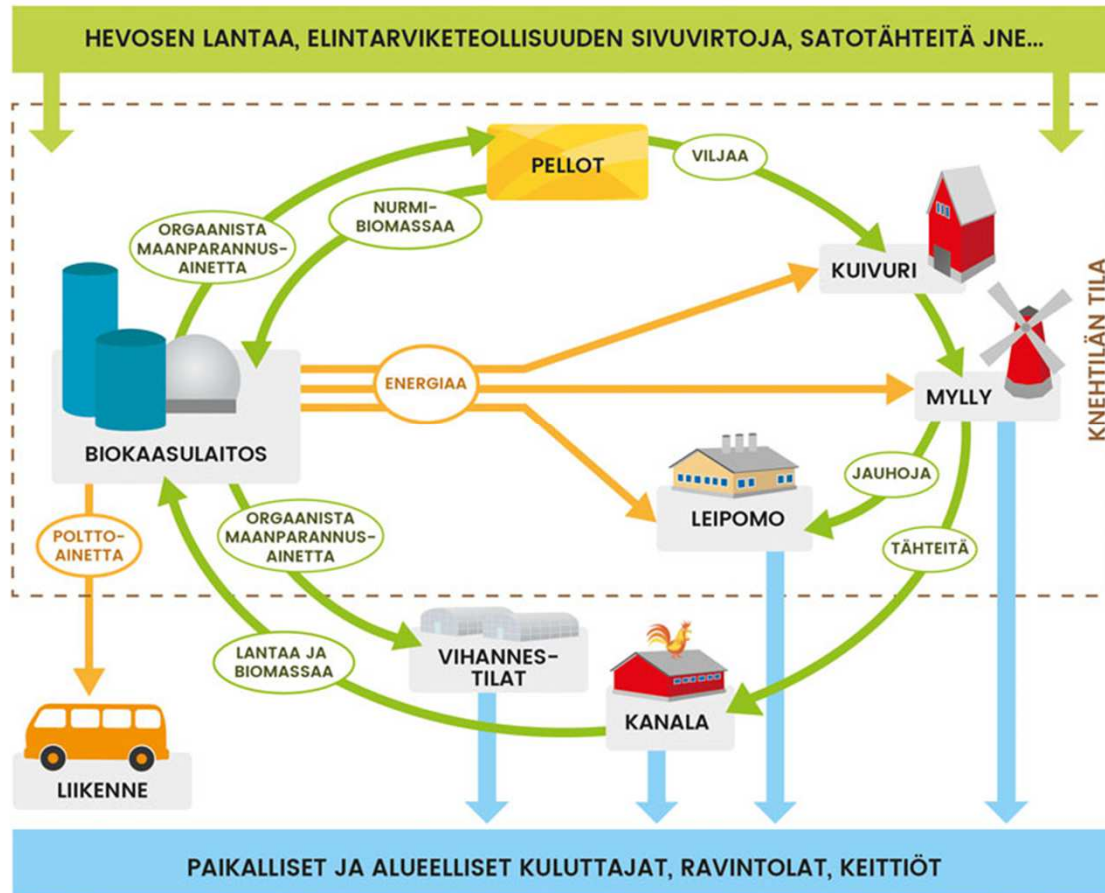 HEVOSEN LANTAA, ELINTARVIKETEOLLISUUDEN SIVUVIRTOJA, SATOTÄHTEITÄ JNE...
PELLOT
VILJAA
NURMI-
BIOMASSAA
ORGAANISTA
MAANPARANNUS-
AINETTA
KUIVURI
KNEHTILÄN TILA
ENERGIAA
MYLLY
BIOKAASULAITOS
JAUHOJA
LEIPOMO
ORGAANISTA
MAANPARANNUS-
AINETTA
POLTTO-
AINETTA
TÄHTEITÄ
LANTAA JA
BIOMASSAA
VIHANNES-
TILAT
KANALA
LIIKENNE
PAIKALLISET JA ALUEELLISET KULUTTAJAT, RAVINTOLAT, KEITTIÖT